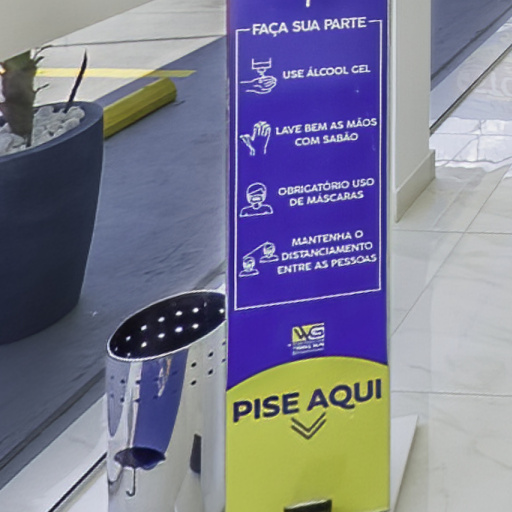 FAÇA SUA PARTE
USE ÁLCOOL GEL
LAVE BEM AS MÃOS
COM SABÃO
OBRIGATÓRIO USO
DE MÁSCARAS
MANTENHA O
DISTANCIAMENTO
ENTRE AS PESSOAS
WG
PISE AQUI